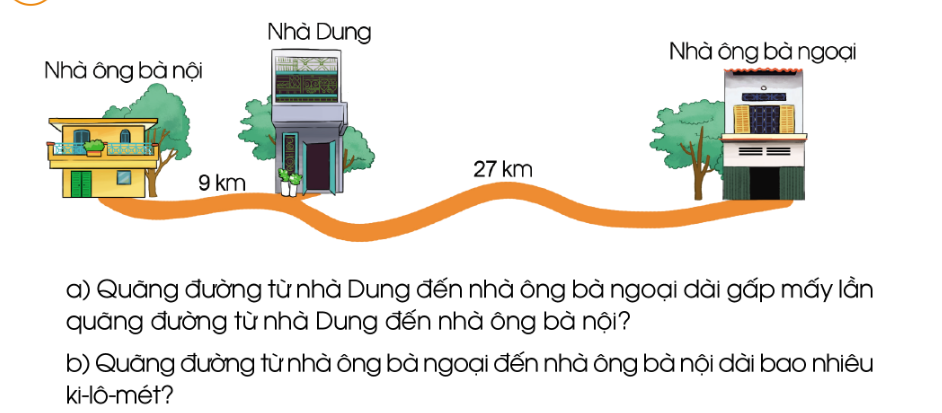 Nhà Dung
Nhà ông bà ngoại
Nhà ông bà nội
27 km
9 km
a) Quãng đường từ nhà Dung đến nhà ông bà ngoại dài gấp mấy lần
quãng đường từ nhà Dung đến nhà ông bà nội?
b) Quãng đường từ nhà ông bà ngoại đến nhà ông bà nội dài bao nhiêu
ki-lô-mét?